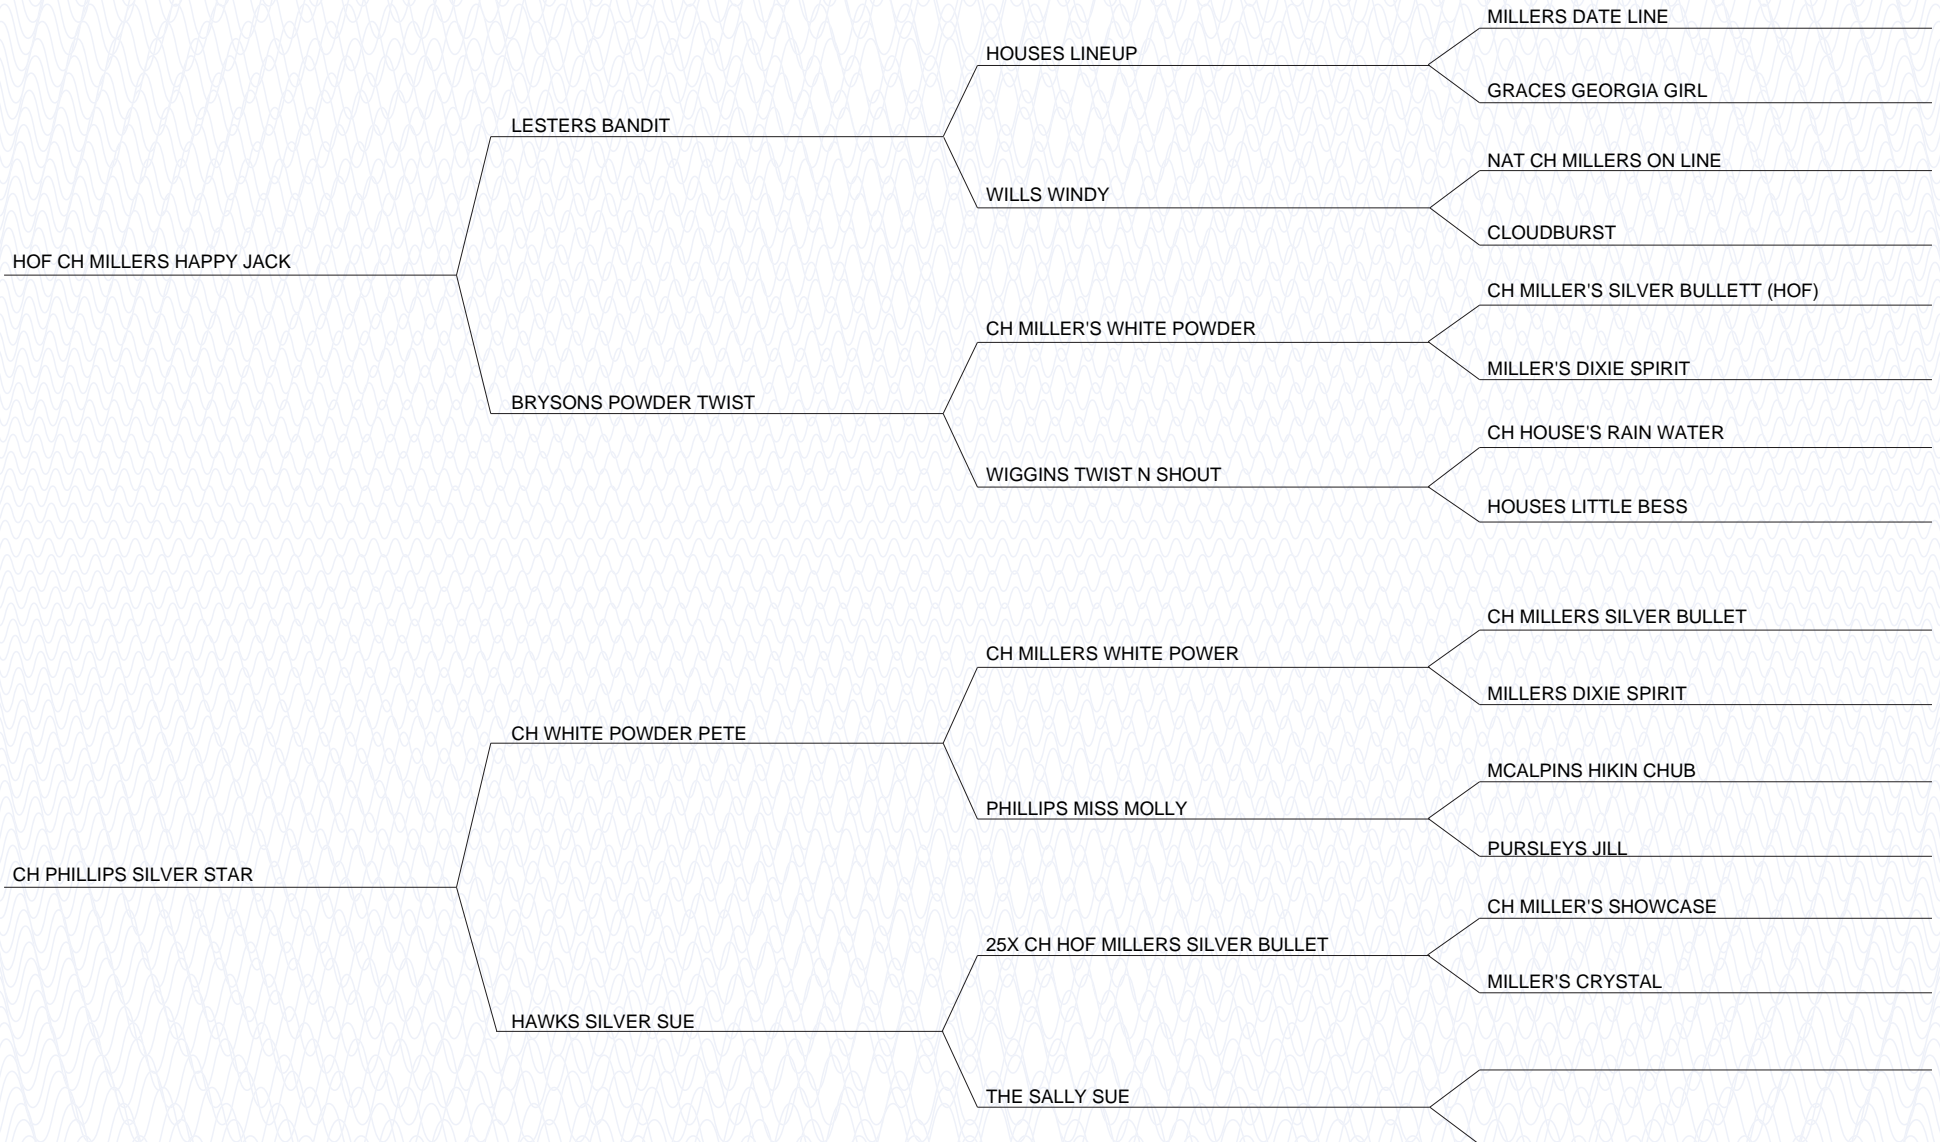 MILLERS DATE LINE
HOUSES LINEUP
GRACES GEORGIA GIRL
LESTERS BANDIT
NAT CH MILLERS ON LINE
WILLS WINDY
CLOUDBURST
HOF CH MILLERS HAPPY JACK
CH MILLER'S SILVER BULLETT (HOF)
CH MILLER'S WHITE POWDER
MILLER'S DIXIE SPIRIT
BRYSONS POWDER TWIST
CH HOUSE'S RAIN WATER
WIGGINS TWIST N SHOUT
HOUSES LITTLE BESS
CH MILLERS SILVER BULLET
CH MILLERS WHITE POWER
MILLERS DIXIE SPIRIT
CH WHITE POWDER PETE
MCALPINS HIKIN CHUB
PHILLIPS MISS MOLLY
PURSLEYS JILL
CH PHILLIPS SILVER STAR
CH MILLER'S SHOWCASE
25X CH HOF MILLERS SILVER BULLET
MILLER'S CRYSTAL
HAWKS SILVER SUE
THE SALLY SUE